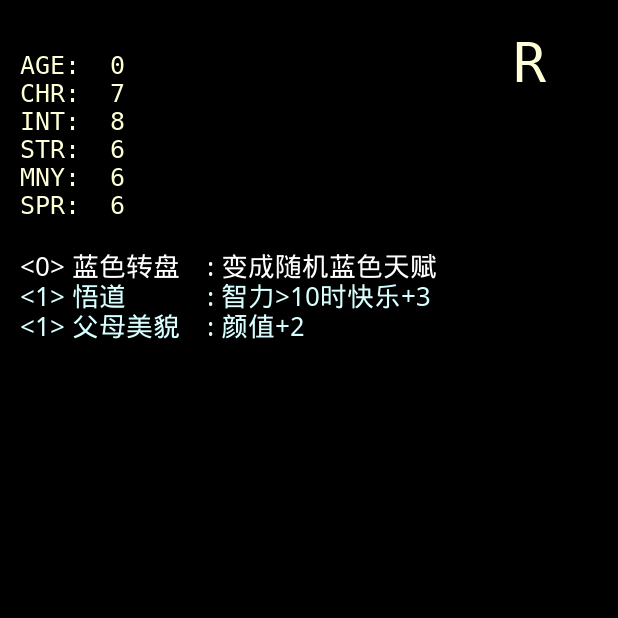 R
AGE: 0
CHR: 7
INT: 8
STR: 6
MNY: 6
SPR: 6
<0> 蓝色转盘 : 变成随机蓝色天赋
<1> 悟道 : 智力>10时快乐+3
<1> 父母美貌 : 颜值+2